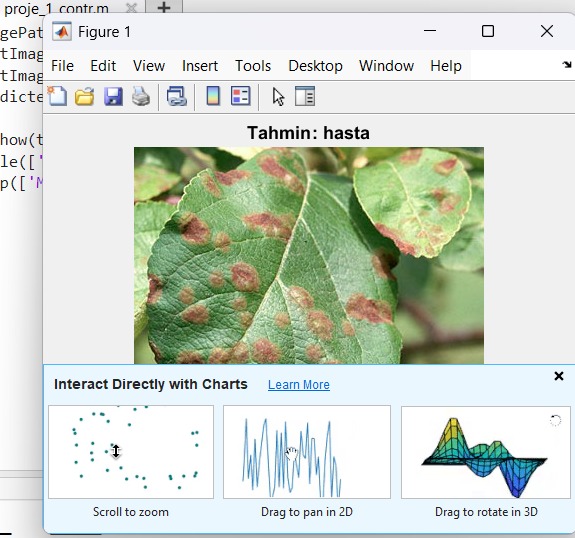 proje_1_contr.m
gePat
tImag
tImag
dicte
how(t
le(['
p(['M
Figure 1
File Edit View Insert Tools Desktop Window Help
Tahmin: hasta
Interact Directly with Charts Learn More
Scroll to zoom Drag to pan in 2D Drag to rotate in 3D